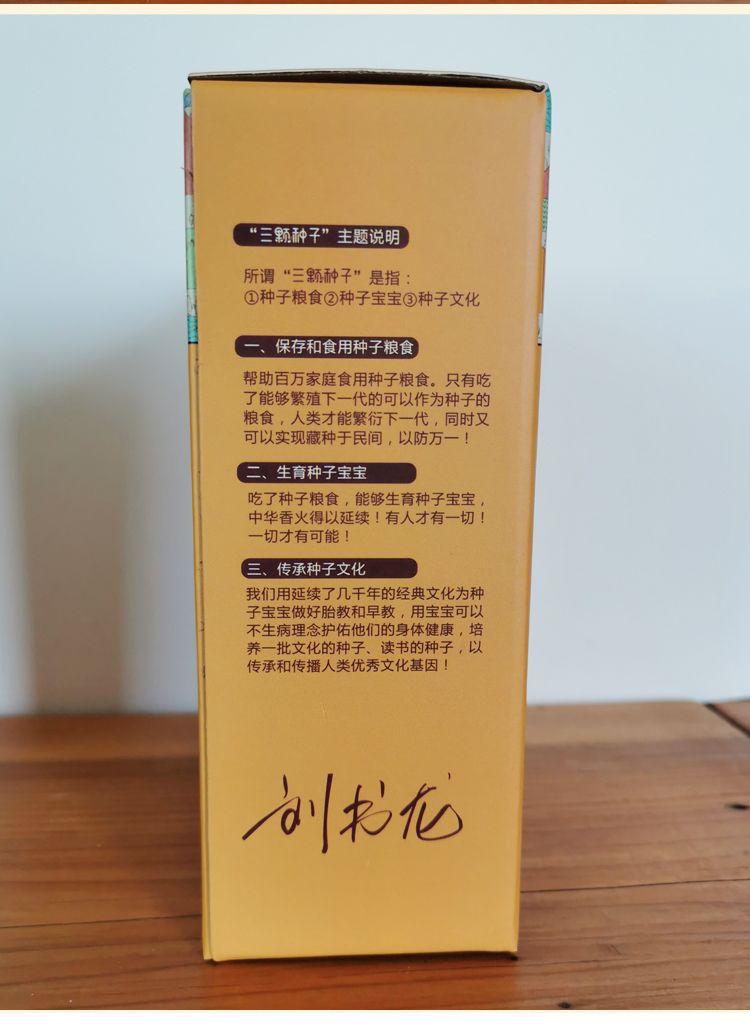 “三颗种子”主题说明
所谓“三颗种子”是指：
①种子粮食②种子宝宝③种子文化
一、保存和食用种子粮食
帮助百万家庭食用种子粮食。只有吃
了能够繁殖下一代的可以作为种子的
粮食，人类才能繁衍下一代，同时又
可以实现藏种于民间，以防万一！
二、生育种子宝宝
吃了种子粮食，能够生育种子宝宝，
中华香火得以延续！有人才有一切！
一切才有可能！
三、传承种子文化
我们用延续了几千年的经典文化为种
子宝宝做好胎教和早教，用宝宝可以
不生病理念护佑他们的身体健康，培
养一批文化的种子、读书的种子，以
传承和传播人类优秀文化基因！
刘书龙